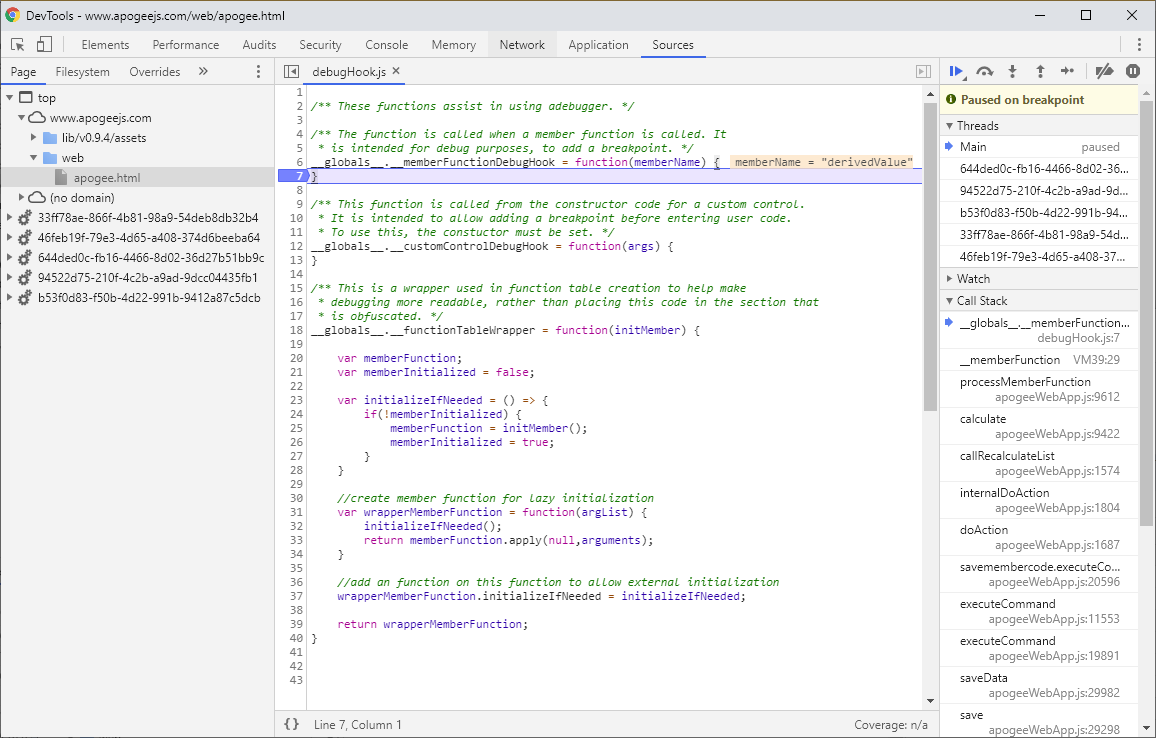 DevTools - www.apogeejs.com/web/apogee.html
Elements Performance Audits Security Console Memory Network Application Sources
Page Filesystem Overrides »
top
www.apogeejs.com
lib/v0.9.4/assets
web
apogee.html
(no domain)
33ff78ae-866f-4b81-98a9-54deb8db32b4
46feb19f-79e3-4d65-a408-374d6beeba64
644ded0c-fb16-4466-8d02-36d27b51bb9c
94522d75-210f-4c2b-a9ad-9dcc04435fb1
b53f0d83-f50b-4d22-991b-9412a87c5dcb
debugHook.js ×
1
2 /** These functions assist in using adebugger. */
3
4 /** The function is called when a member function is called. It
5 * is intended for debug purposes, to add a breakpoint. */
6 __globals__.__memberFunctionDebugHook = function(memberName) { memberName = "derivedValue"
7 }
8
9 /** This function is called from the constructor code for a custom control.
10 * It is intended to allow adding a breakpoint before entering user code.
11 * To use this, the constuctor must be set. */
12 __globals__.__customControlDebugHook = function(args) {
13 }
14
15 /** This is a wrapper used in function table creation to help make
16 * debugging more readable, rather than placing this code in the section that
17 * is obfuscated. */
18 __globals__.__functionTableWrapper = function(initMember) {
19
20 var memberFunction;
21 var memberInitialized = false;
22
23 var initializeIfNeeded = () => {
24 if(!memberInitialized) {
25 memberFunction = initMember();
26 memberInitialized = true;
27 }
28 }
29
30 //create member function for lazy initialization
31 var wrapperMemberFunction = function(argList) {
32 initializeIfNeeded();
33 return memberFunction.apply(null,arguments);
34 }
35
36 //add an function on this function to allow external initialization
37 wrapperMemberFunction.initializeIfNeeded = initializeIfNeeded;
38
39 return wrapperMemberFunction;
40 }
41
42
43
{} Line 7, Column 1 Coverage: n/a
Paused on breakpoint
Threads
Main paused
644ded0c-fb16-4466-8d02-36...
94522d75-210f-4c2b-a9ad-9d...
b53f0d83-f50b-4d22-991b-94...
33ff78ae-866f-4b81-98a9-54d...
46feb19f-79e3-4d65-a408-37...
Watch
Call Stack
__globals__.__memberFunction...
debugHook.js:7
__memberFunction VM39:29
processMemberFunction
apogeeWebApp.js:9612
calculate
apogeeWebApp.js:9422
callRecalculateList
apogeeWebApp.js:1574
internalDoAction
apogeeWebApp.js:1804
doAction
apogeeWebApp.js:1687
savemembercode.executeCo...
apogeeWebApp.js:20596
executeCommand
apogeeWebApp.js:11553
executeCommand
apogeeWebApp.js:19891
saveData
apogeeWebApp.js:29982
save
apogeeWebApp.js:29298